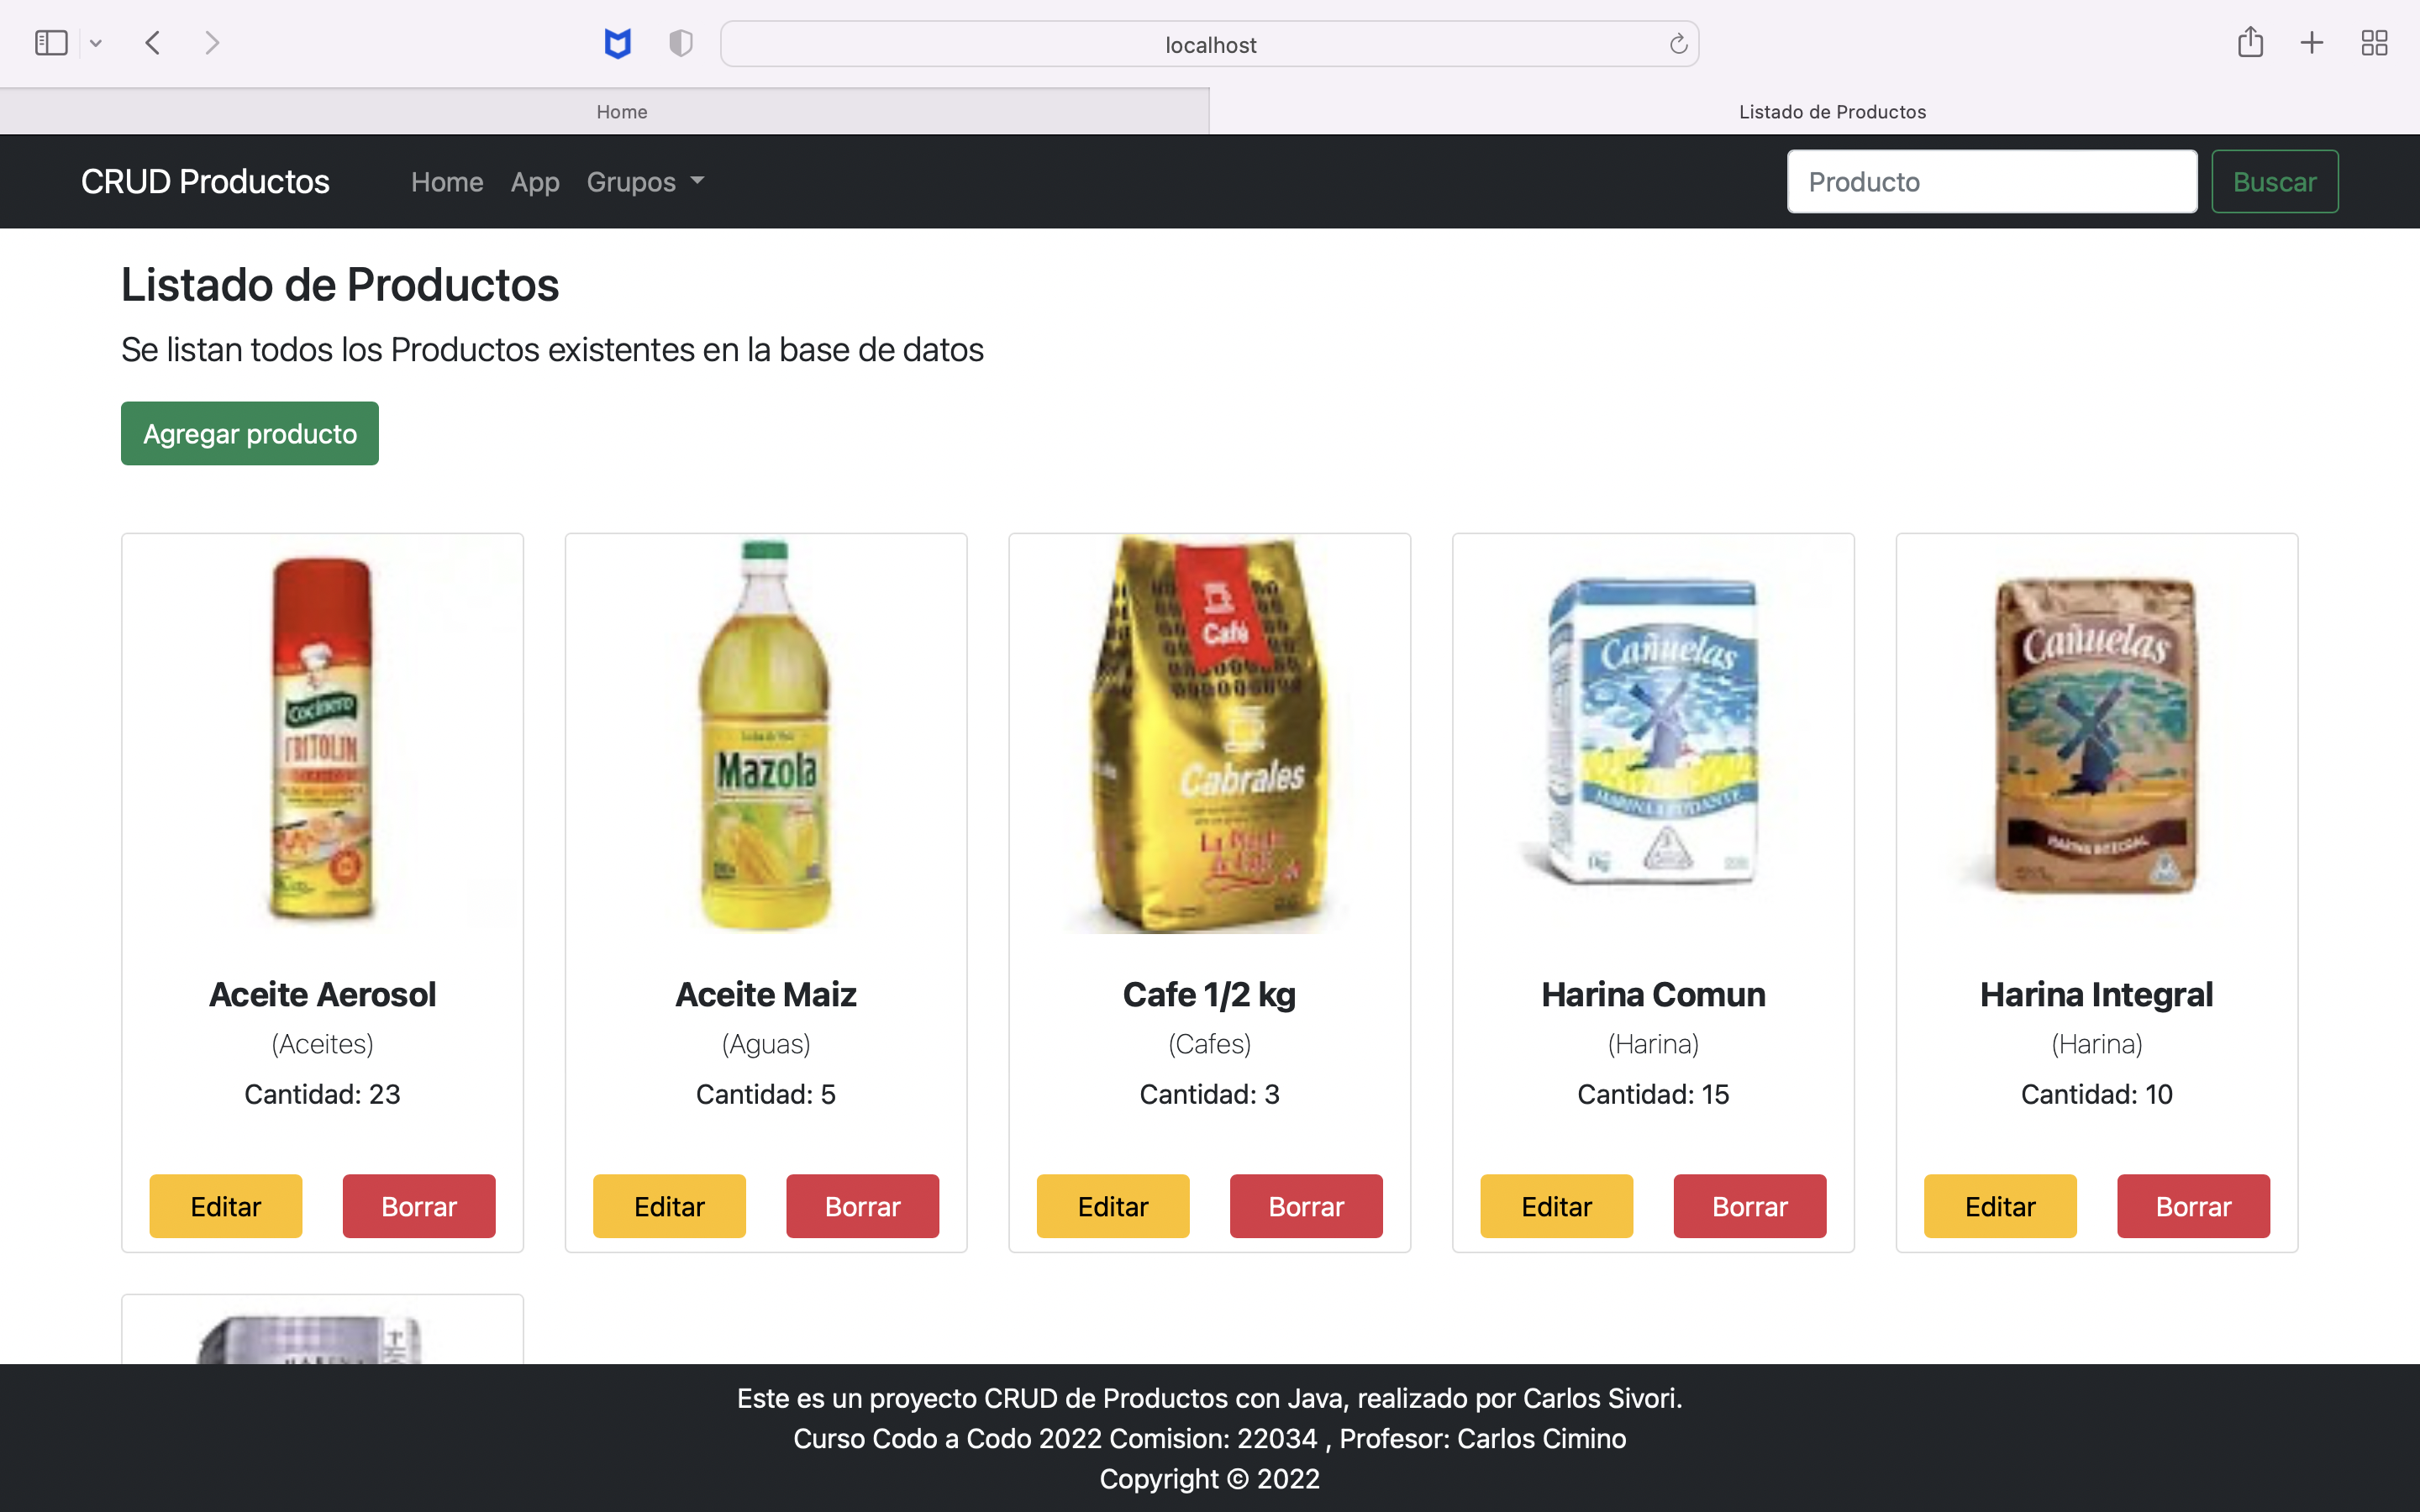 localhost
Home
Listado de Productos
CRUD Productos
Home
App
Grupos
Producto
Buscar
Listado de Productos
Se listan todos los Productos existentes en la base de datos
Agregar producto
Cocinero
FRITOLIN
Mazola
Café
Cabrales
Cañuelas
1kg
Cañuelas
HARINA INTEGRAL
Aceite Aerosol
(Aceites)
Cantidad: 23
Editar
Borrar
Aceite Maiz
(Aguas)
Cantidad: 5
Editar
Borrar
Cafe 1/2 kg
(Cafes)
Cantidad: 3
Editar
Borrar
Harina Comun
(Harina)
Cantidad: 15
Editar
Borrar
Harina Integral
(Harina)
Cantidad: 10
Editar
Borrar
Este es un proyecto CRUD de Productos con Java, realizado por Carlos Sivori.
Curso Codo a Codo 2022 Comision: 22034 , Profesor: Carlos Cimino
Copyright © 2022